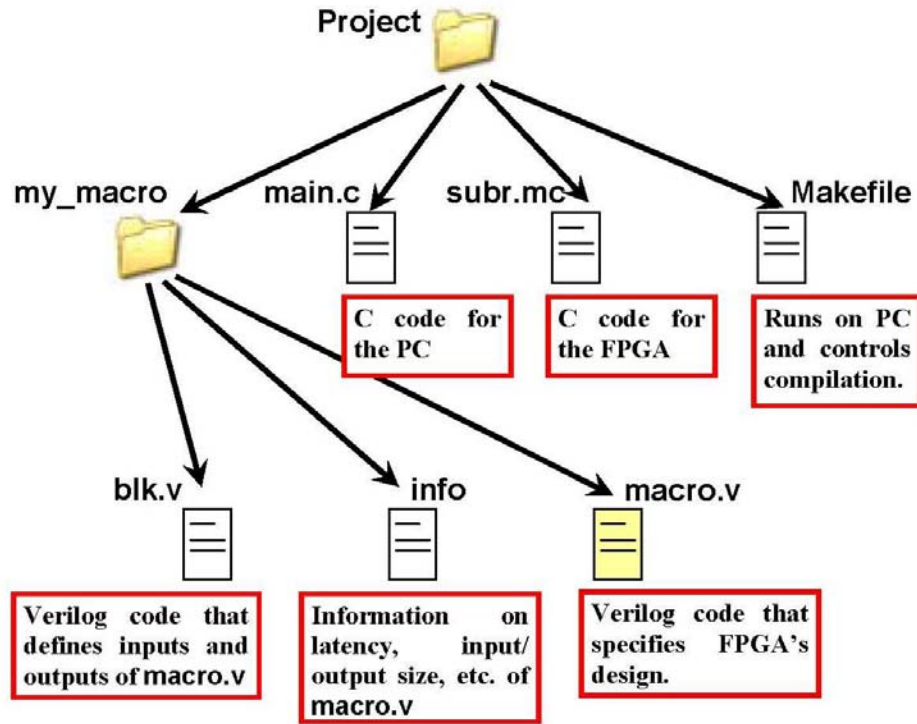 Project
my_macro
main.c
subr.mc
Makefile
C code for
the PC
C code for
the FPGA
Runs on PC
and controls
compilation.
blk.v
info
macro.v
Verilog code that
defines inputs and
outputs of macro.v
Information on
latency, input/
output size, etc. of
macro.v
Verilog code that
specifies FPGA's
design.